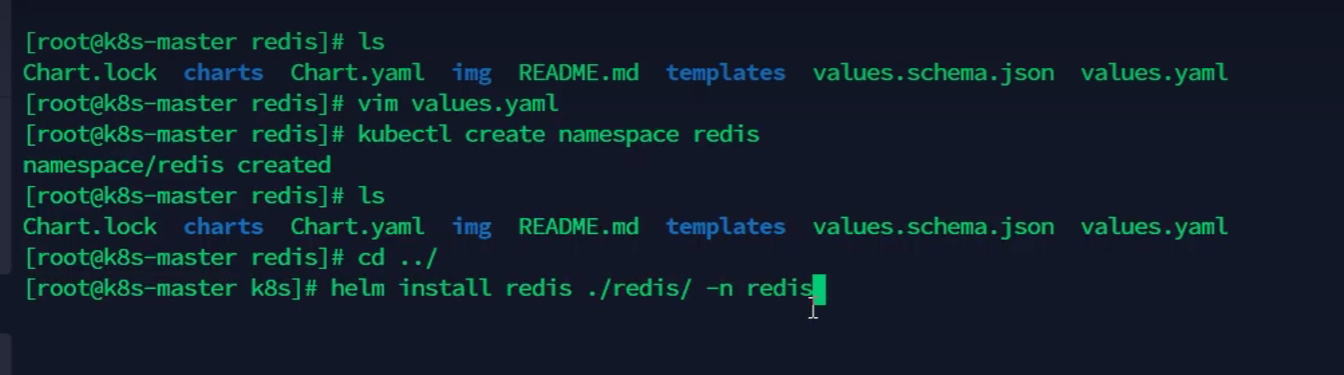 [root@k8s-master redis]# ls
Chart.lock  charts  Chart.yaml  img  README.md  templates  values.schema.json  values.yaml
[root@k8s-master redis]# vim values.yaml
[root@k8s-master redis]# kubectl create namespace redis
namespace/redis created
[root@k8s-master redis]# ls
Chart.lock  charts  Chart.yaml  img  README.md  templates  values.schema.json  values.yaml
[root@k8s-master redis]# cd ../
[root@k8s-master k8s]# helm install redis ./redis/ -n redis